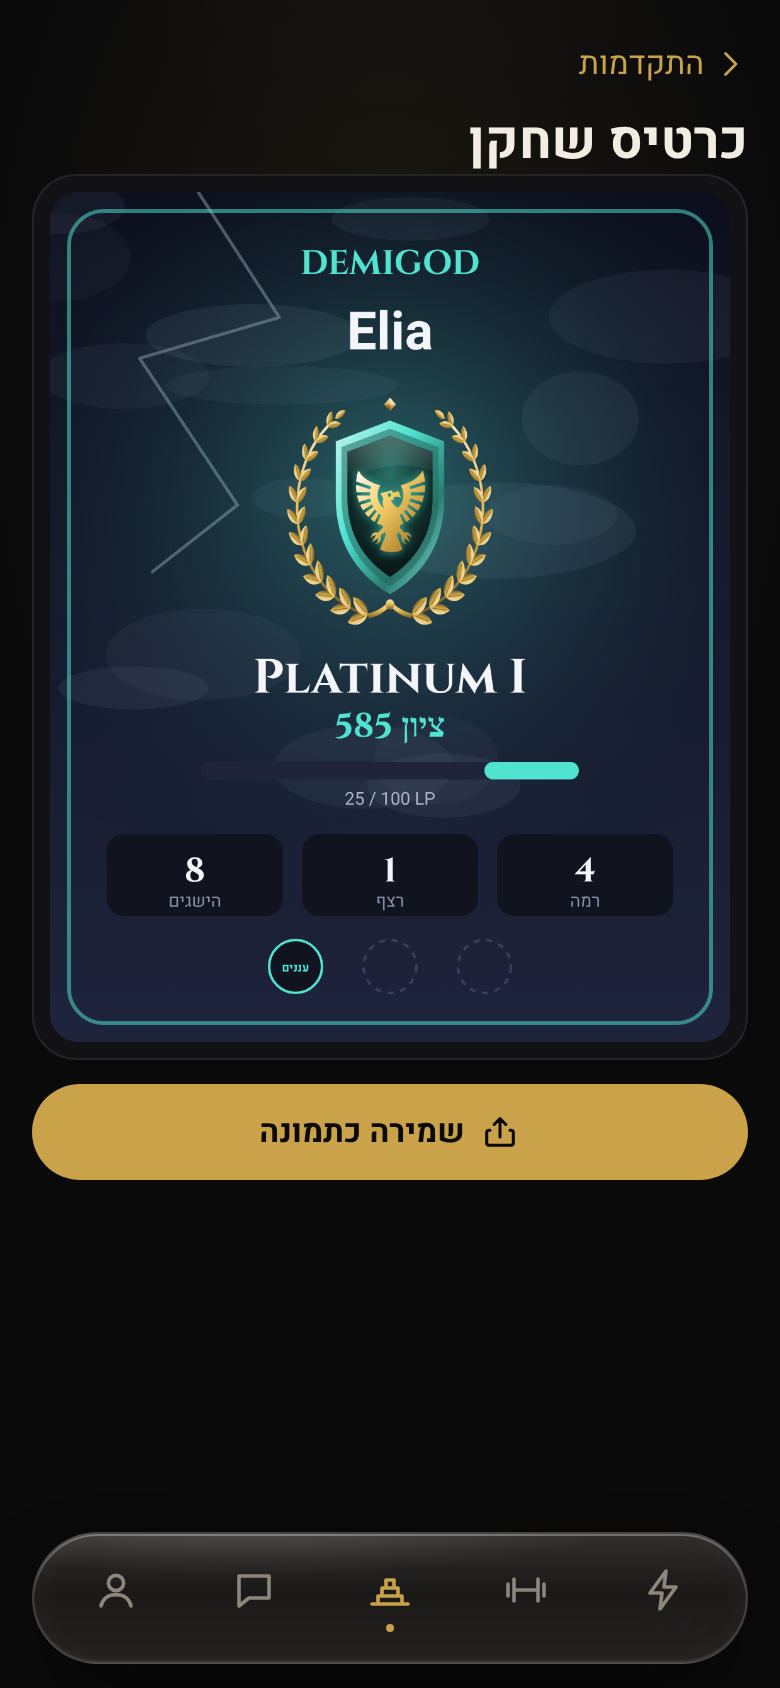 התקדמות
כרטיס שחקן
DEMIGOD
Elia
PLATINUM I
ציון 585
25 / 100 LP
4
רמה
1
רצף
8
הישגים
עננים
שמירה כתמונה